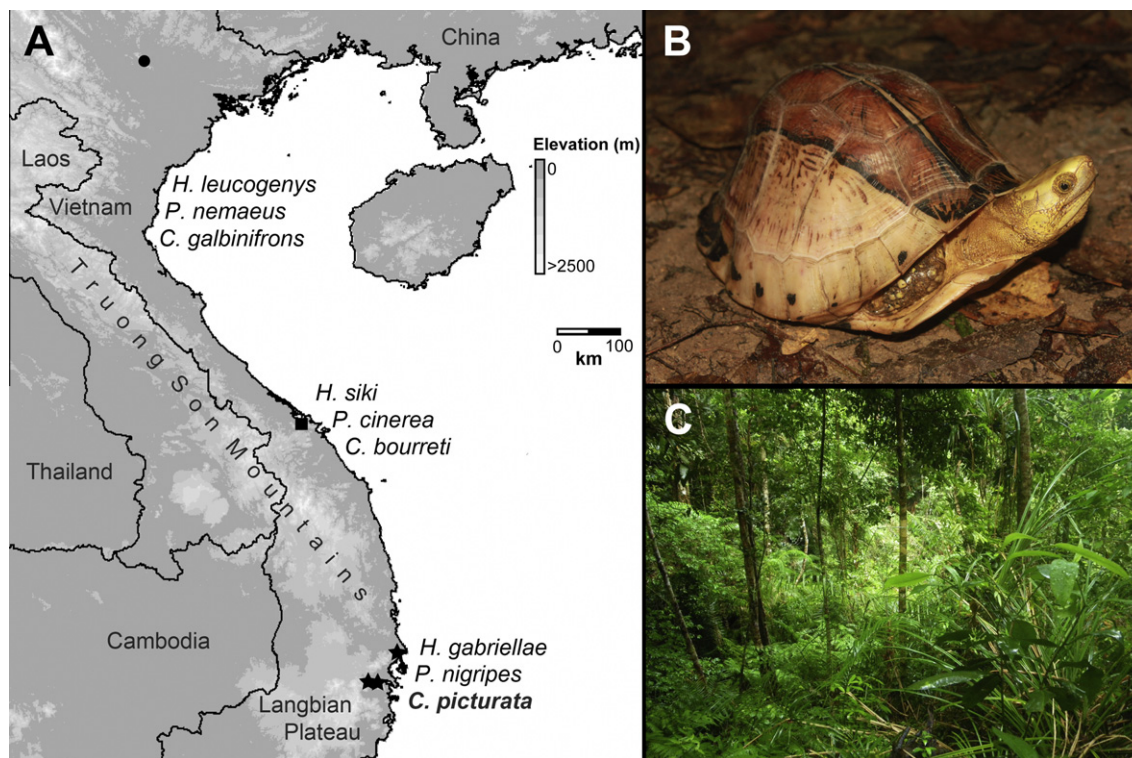 A
China
Elevation (m)
0
>2500
Laos
Vietnam
H. leucogenys
P. nemaeus
C. galbinifrons
0 100
km
Truong Son Mountains
H. siki
P. cinerea
C. bourreti
Thailand
Cambodia
H. gabriellae
P. nigripes
C. picturata
Langbian
Plateau
B
C